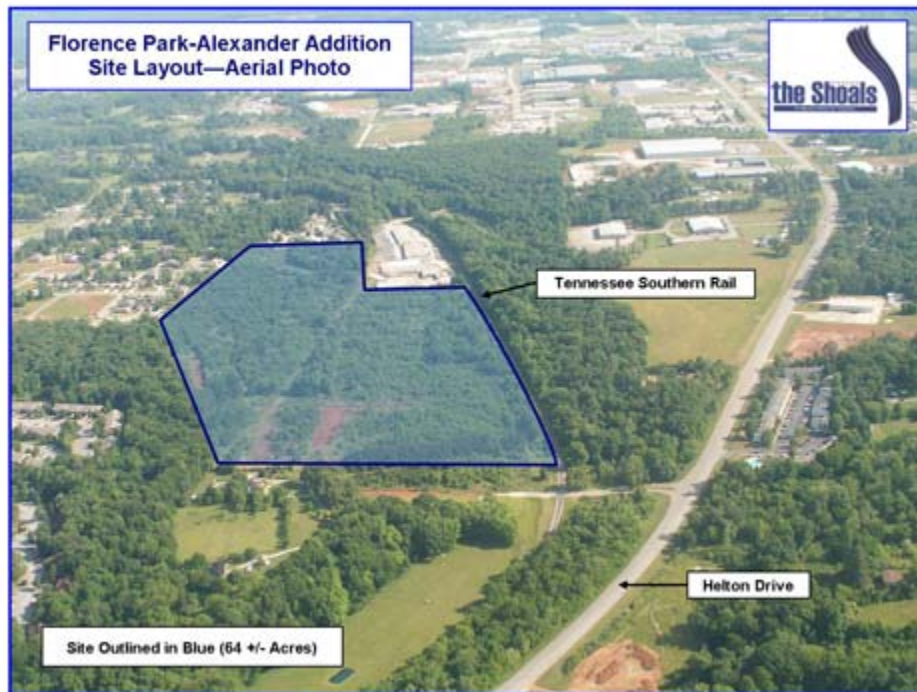 Florence Park-Alexander Addition
Site Layout—Aerial Photo
the Shoals
Tennessee Southern Rail
Helton Drive
Site Outlined in Blue (64 +/- Acres)